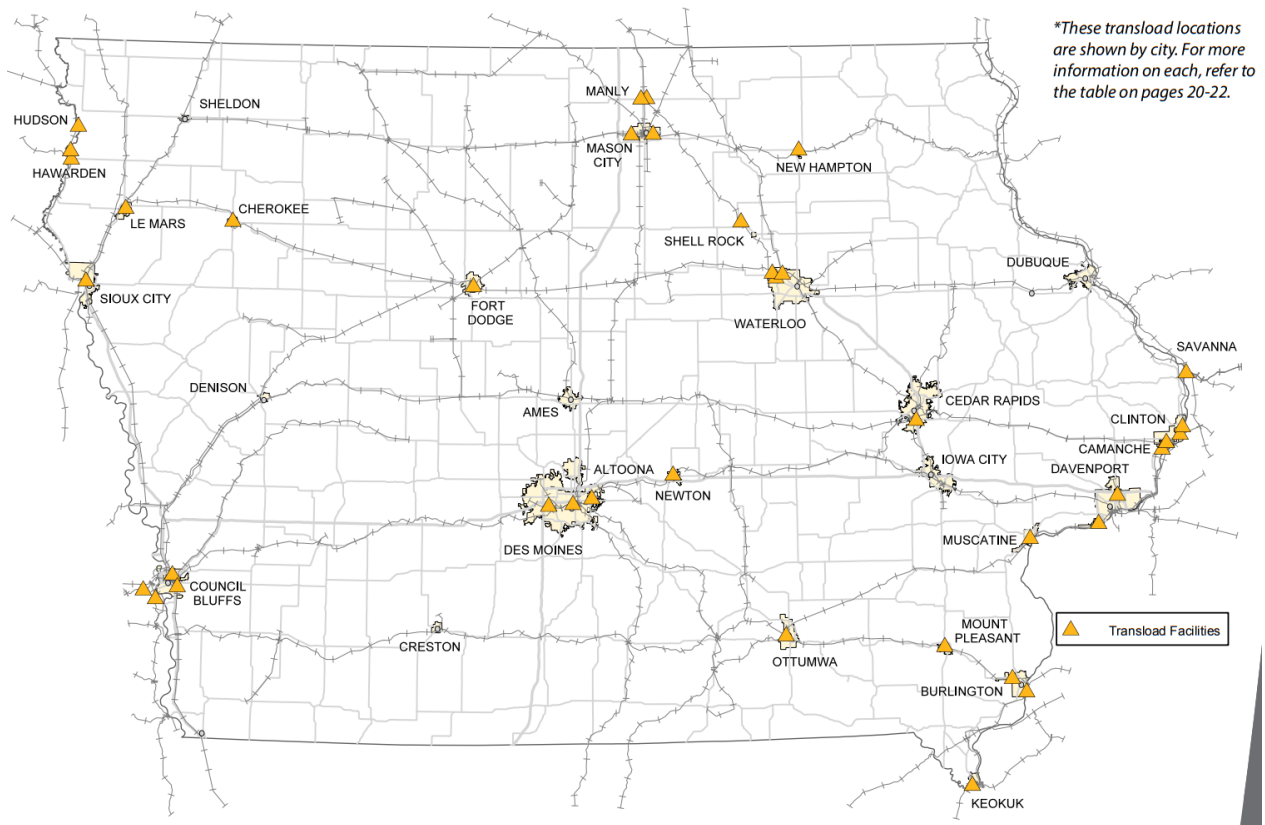 *These transload locations
are shown by city. For more
information on each, refer to
the table on pages 20-22.
MANLY
SHELDON
HUDSON
MASON
CITY
NEW HAMPTON
HAWARDEN
CHEROKEE
LE MARS
SHELL ROCK
DUBUQUE
SIOUX CITY
FORT
DODGE
WATERLOO
SAVANNA
DENISON
AMES
CEDAR RAPIDS
CLINTON
CAMANCHE
IOWA CITY
ALTOONA
DAVENPORT
NEWTON
MUSCATINE
DES MOINES
COUNCIL
BLUFFS
MOUNT
PLEASANT
Transload Facilities
CRESTON
OTTUMWA
BURLINGTON
KEOKUK